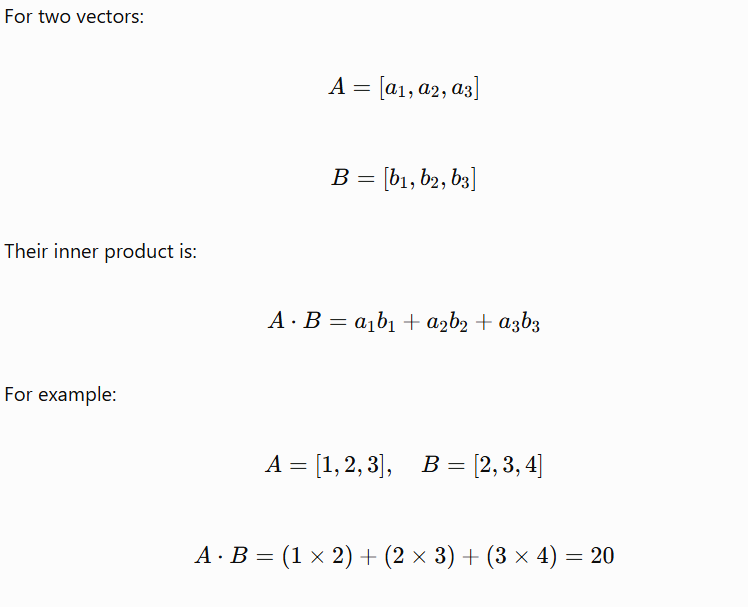 For two vectors:
A = [a₁, a₂, a₃]
B = [b₁, b₂, b₃]
Their inner product is:
A · B = a₁b₁ + a₂b₂ + a₃b₃
For example:
A = [1, 2, 3],   B = [2, 3, 4]
A · B = (1 × 2) + (2 × 3) + (3 × 4) = 20